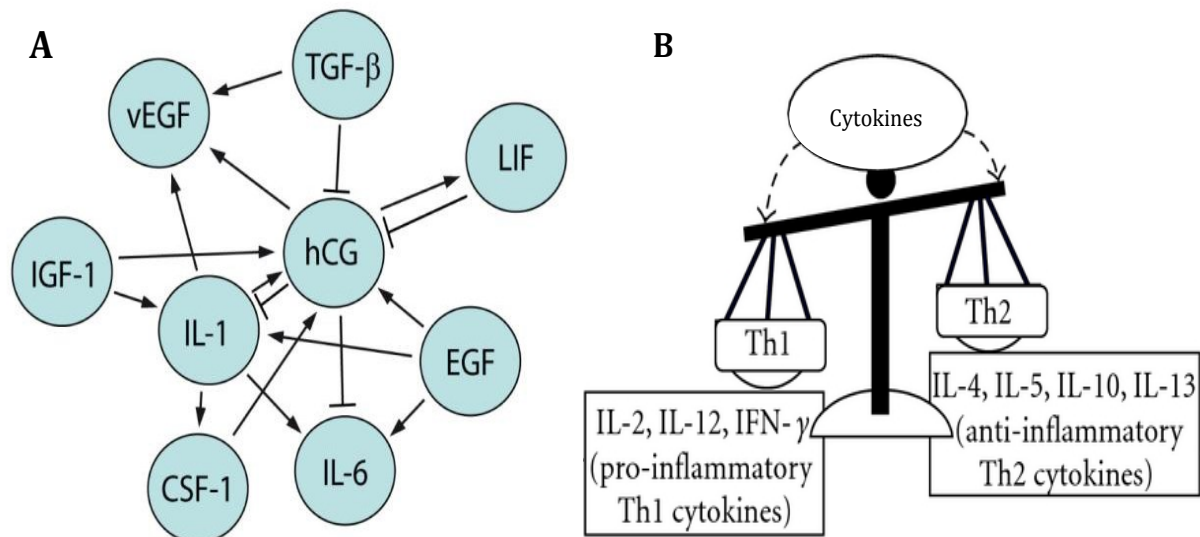 A
TGF-β
vEGF
LIF
hCG
IGF-1
IL-1
EGF
CSF-1
IL-6
B
Cytokines
Th1
Th2
IL-2, IL-12, IFN- γ
(pro-inflammatory
Th1 cytokines)
IL-4, IL-5, IL-10, IL-13
(anti-inflammatory
Th2 cytokines)